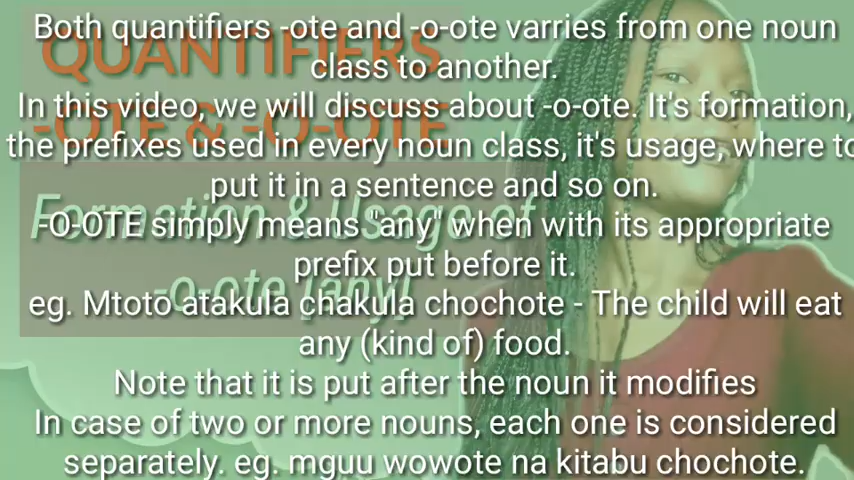 Both quantifiers -ote and -o-ote varries from one noun
class to another.
In this video, we will discuss about -o-ote. It's formation,
the prefixes used in every noun class, it's usage, where to
put it in a sentence and so on.
-O-OTE simply means "any" when with its appropriate
prefix put before it.
eg. Mtoto atakula chakula chochote - The child will eat
any (kind of) food.
Note that it is put after the noun it modifies
In case of two or more nouns, each one is considered
separately. eg. mguu wowote na kitabu chochote.
QUANTIFIERS
-OTE & -O-OTE
Formation & Usage of
-o-ote [any]